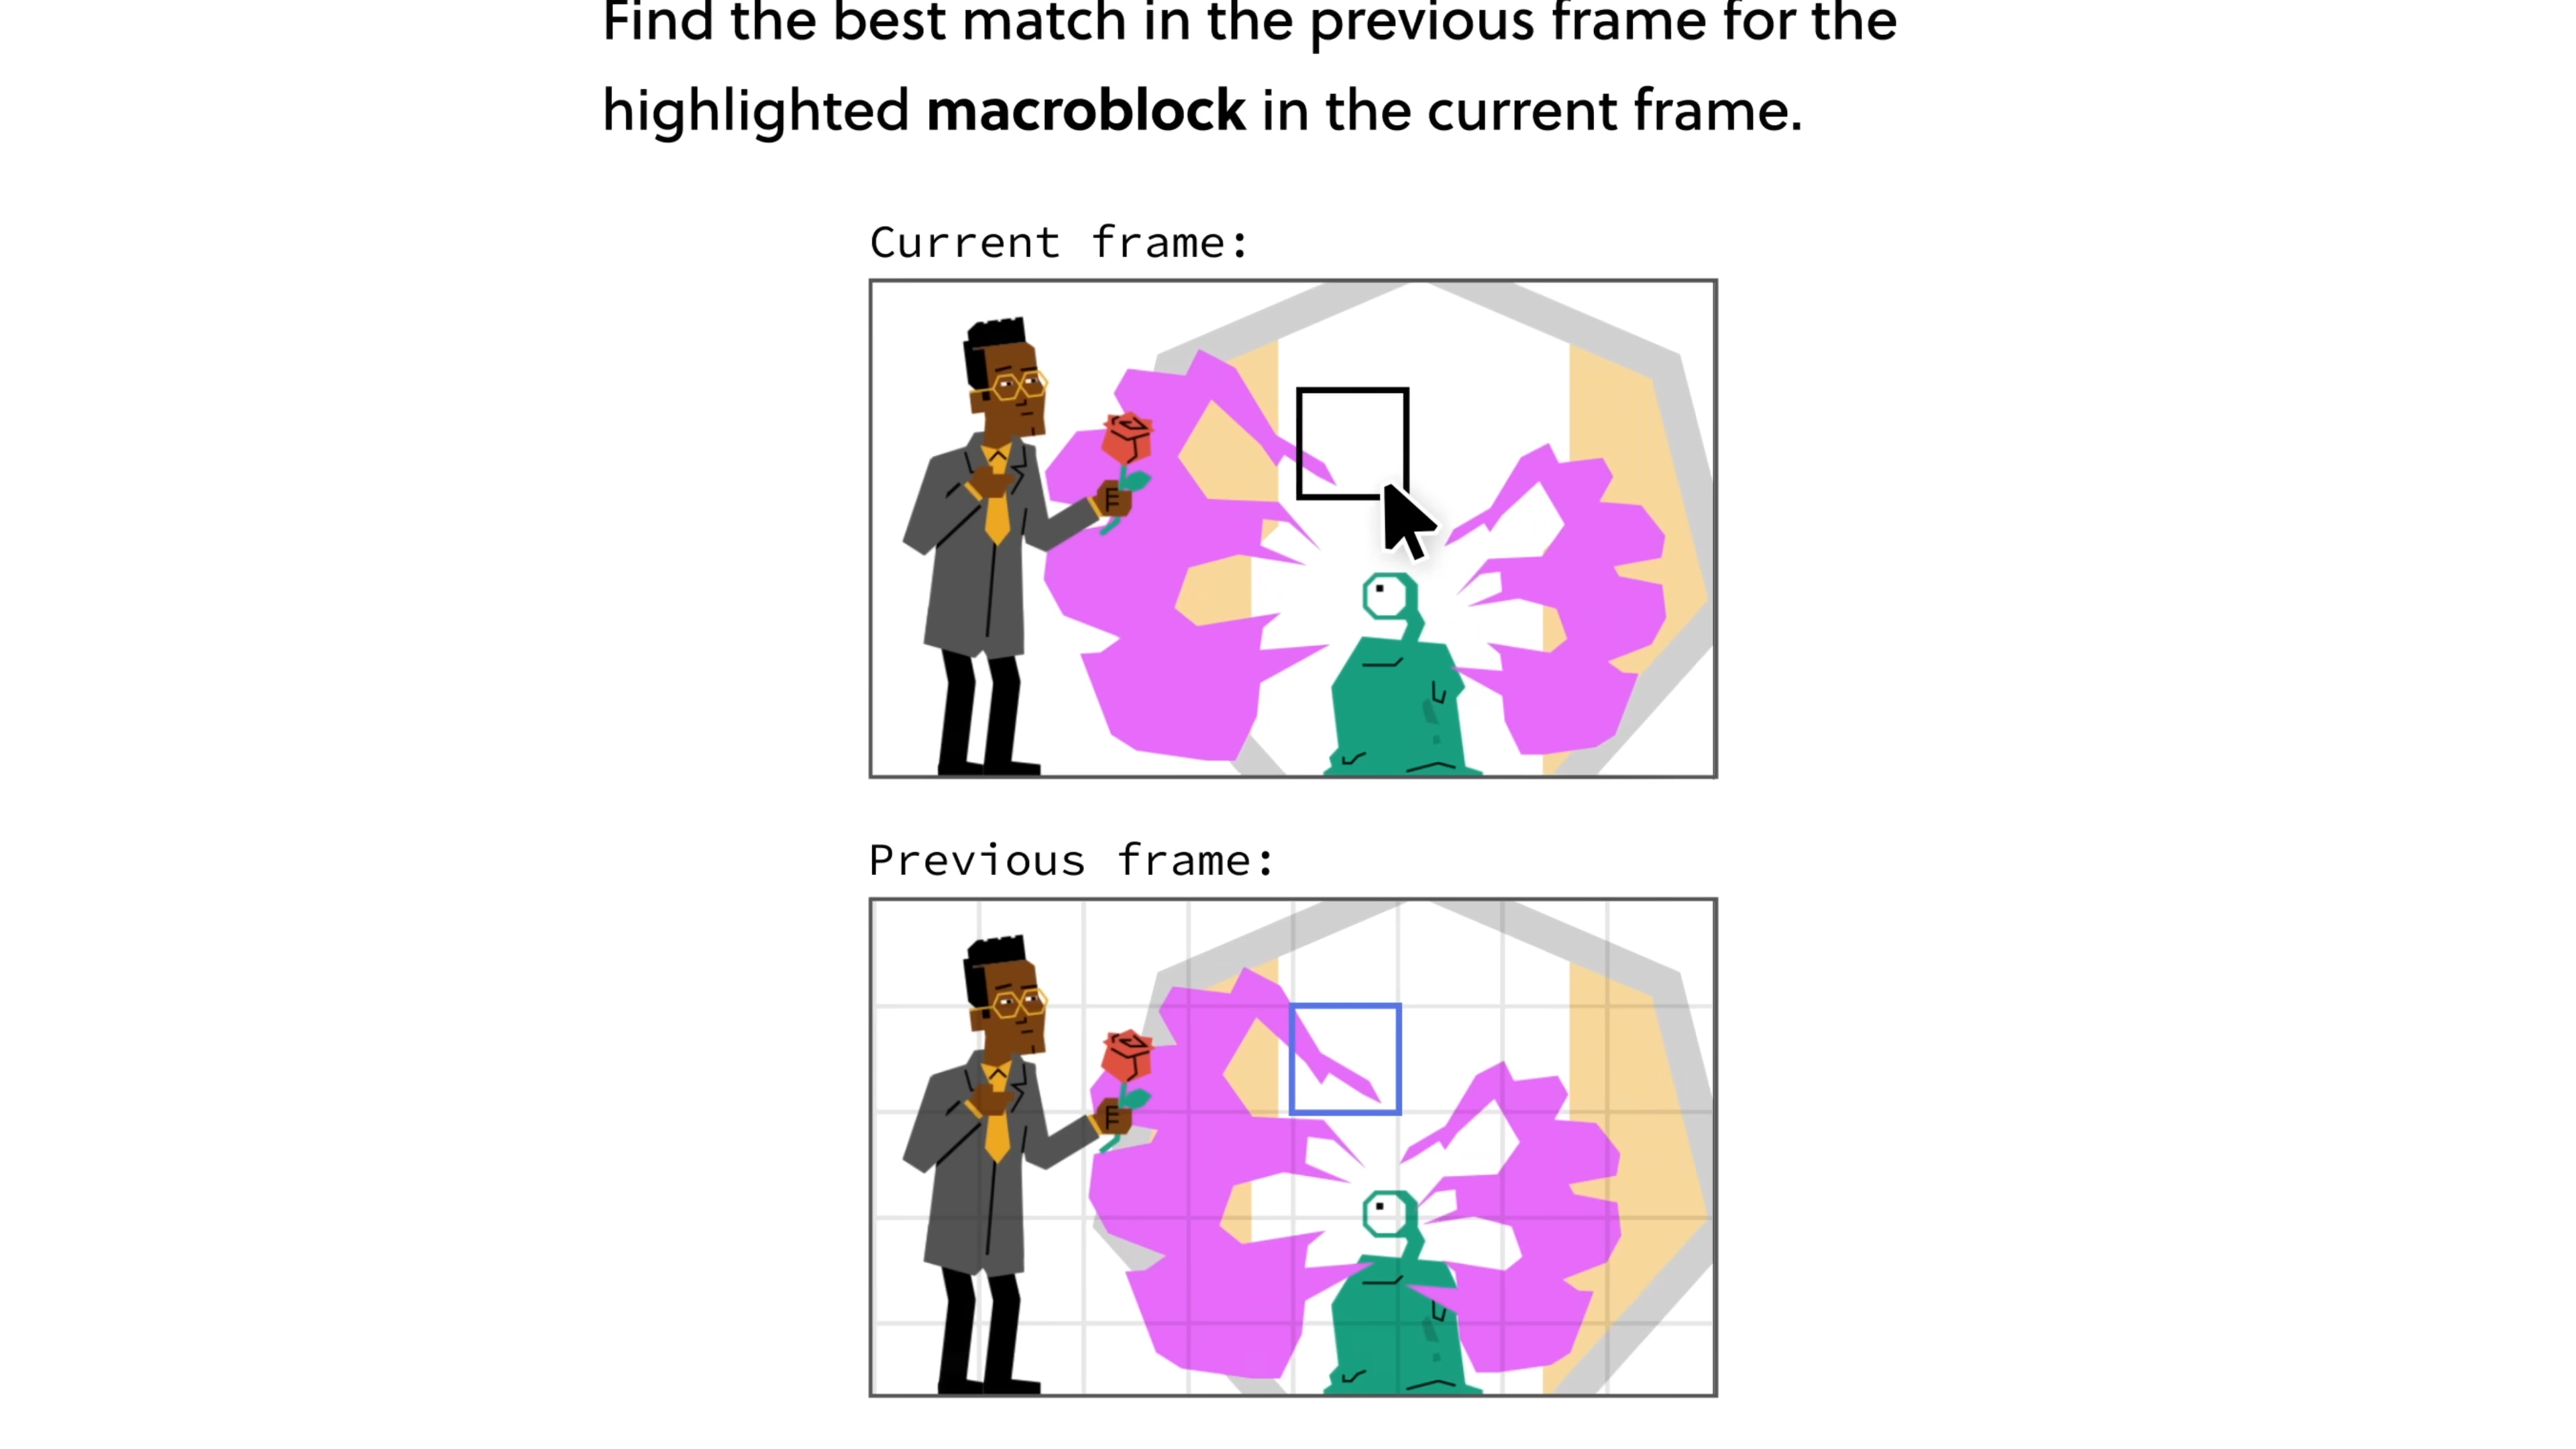 Find the best match in the previous frame for the
highlighted macroblock in the current frame.
Current frame:
Previous frame: